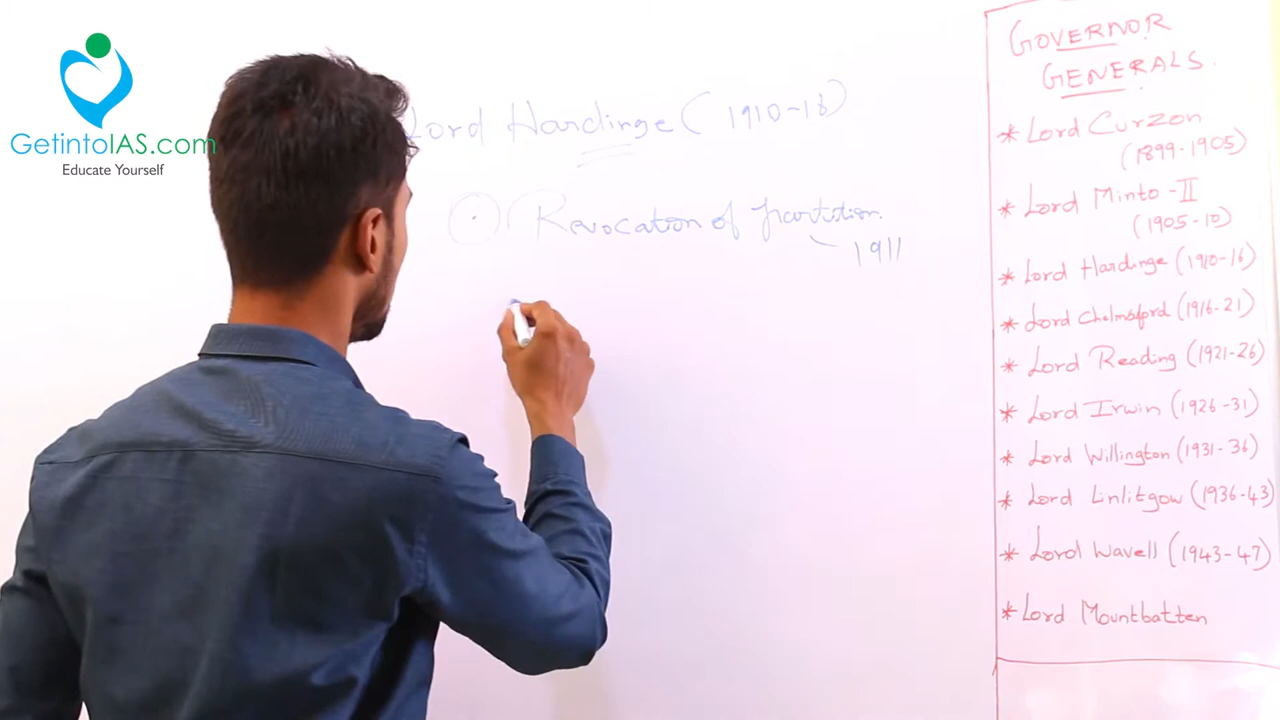 GetintoIAS.com
Educate Yourself
Lord Hardinge (1910-16)
Revocation of partition.
1911
GOVERNOR
GENERALS.
* Lord Curzon
(1899-1905)
* Lord Minto-II
(1905-10)
* Lord Hardinge (1910-16)
* Lord Chelmsford (1916-21)
* Lord Reading (1921-26)
* Lord Irwin (1926-31)
* Lord Willington (1931-36)
* Lord Linlitgow (1936-43)
* Lord Wavell (1943-47)
* Lord Mountbatten